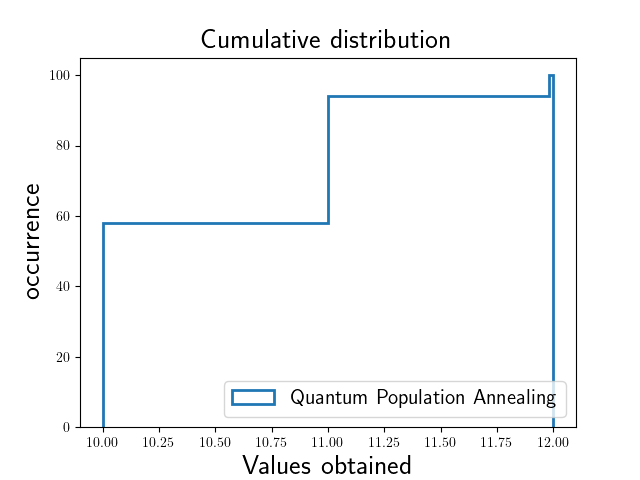 Cumulative distribution
occurrence
100
80
60
40
20
0
10.00 10.25 10.50 10.75 11.00 11.25 11.50 11.75 12.00
Values obtained
Quantum Population Annealing